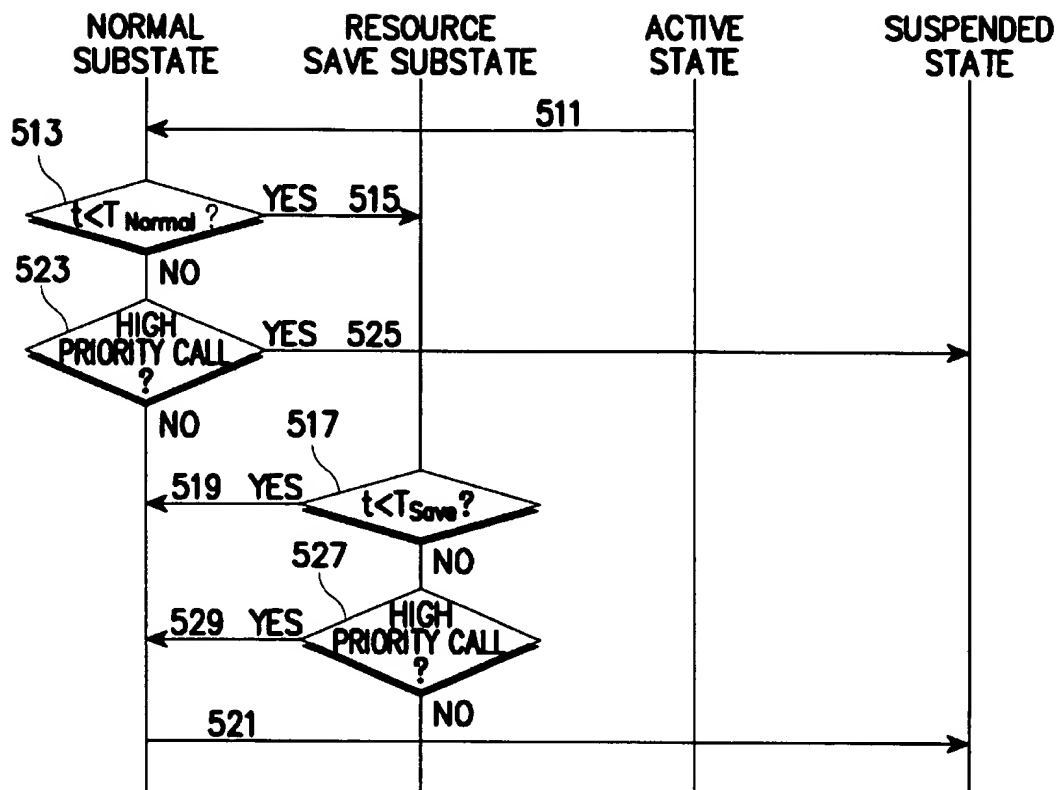 NORMAL
SUBSTATE
RESOURCE
SAVE SUBSTATE
ACTIVE
STATE
SUSPENDED
STATE
511
513
t<T Normal ?
YES 515
NO
523
HIGH
PRIORITY CALL
?
YES 525
NO
517
519 YES
t<TSave?
NO
527
HIGH
PRIORITY CALL
?
529 YES
NO
521